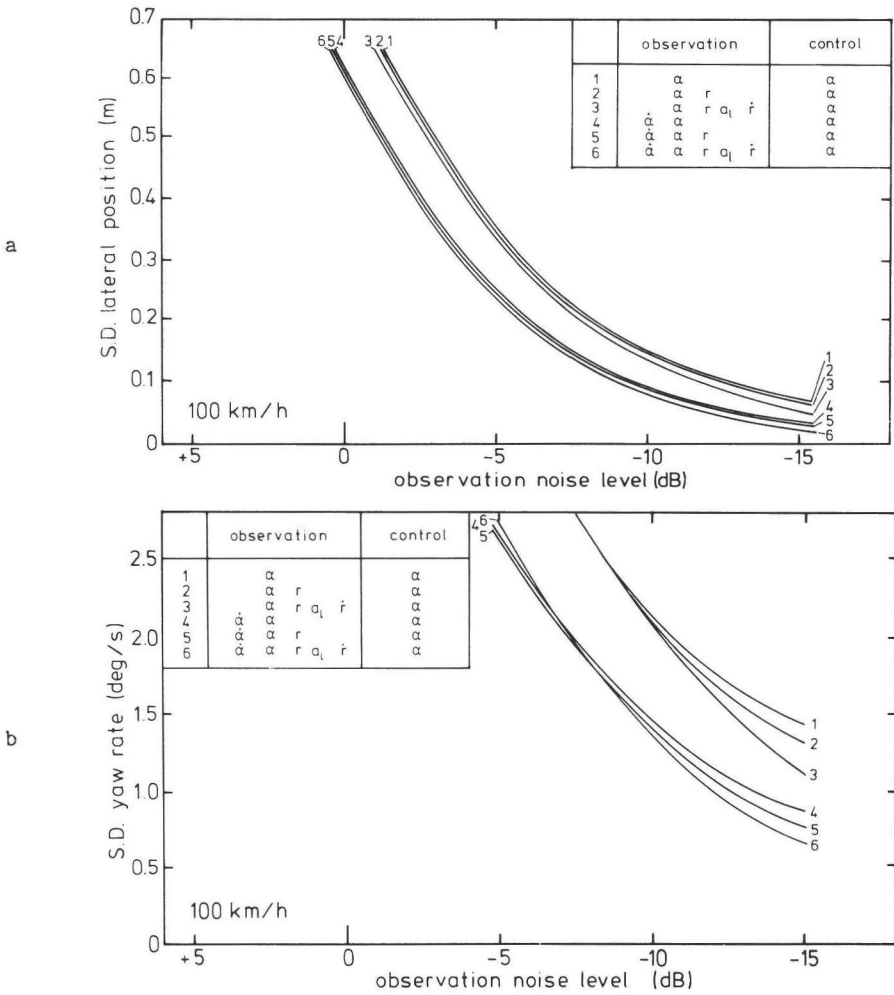 a
S.D. lateral position (m)
0.7
0.6
0.5
0.4
0.3
0.2
0.1
0
654 321
observation control
1 α α
2 α r α
3 α r aₗ ṙ α
4 α̇ α α
5 α̇ α r α
6 α̇ α r aₗ ṙ α
1
2
3
4
5
6
100 km/h
+5 0 -5 -10 -15
observation noise level (dB)
b
S.D. yaw rate (deg/s)
2.5
2.0
1.5
1.0
0.5
0
observation control
1 α α
2 α r α
3 α r aₗ ṙ α
4 α̇ α α
5 α̇ α r α
6 α̇ α r aₗ ṙ α
46
5
1
2
3
4
5
6
100 km/h
+5 0 -5 -10 -15
observation noise level (dB)